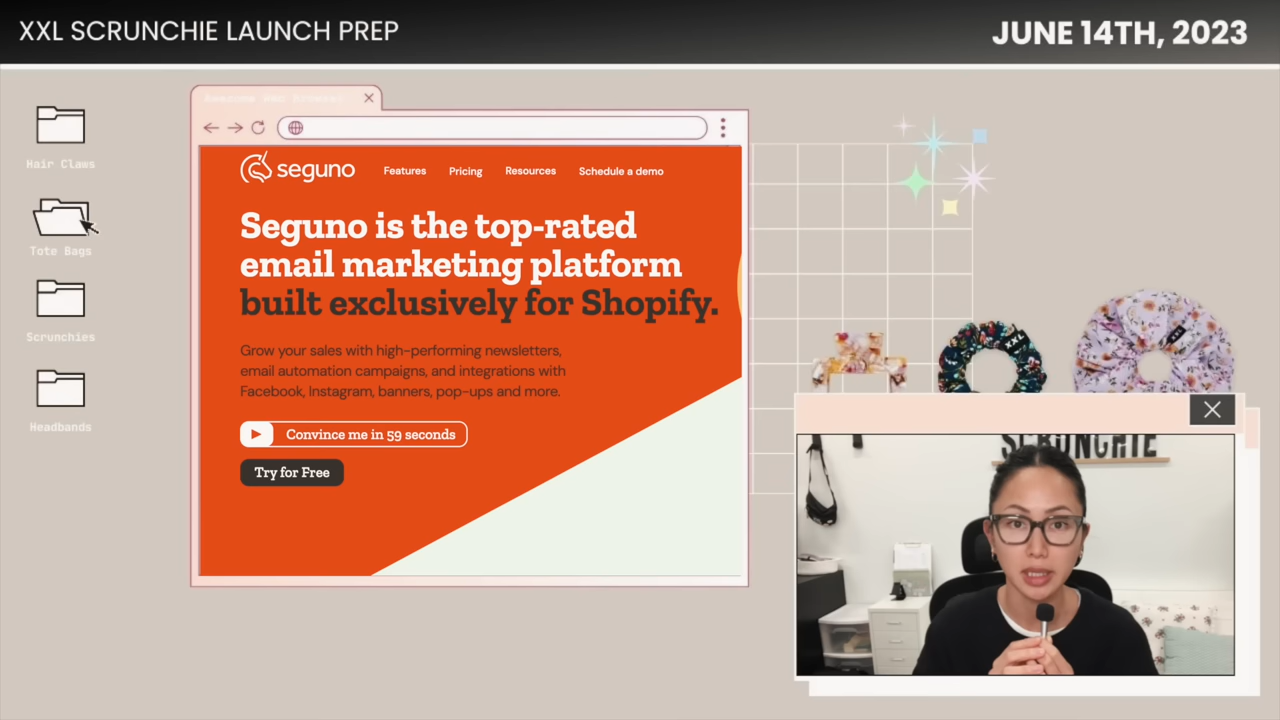 XXL SCRUNCHIE LAUNCH PREP
JUNE 14TH, 2023
Hair Claws
Tote Bags
Scrunchies
Headbands
seguno
Features
Pricing
Resources
Schedule a demo
Seguno is the top-rated
email marketing platform
built exclusively for Shopify.
Grow your sales with high-performing newsletters,
email automation campaigns, and integrations with
Facebook, Instagram, banners, pop-ups and more.
Convince me in 59 seconds
Try for Free
XXL
SCRUNCHIE